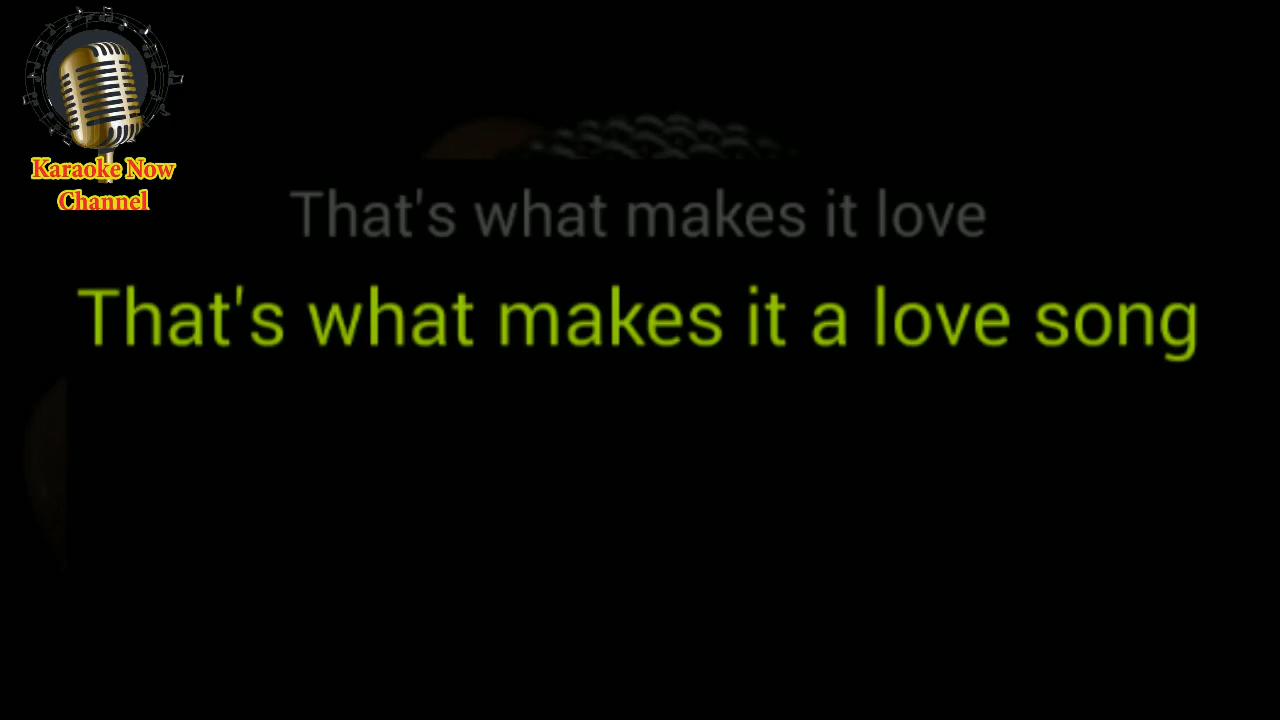 Karaoke Now
Channel
That's what makes it love
That's what makes it a love song